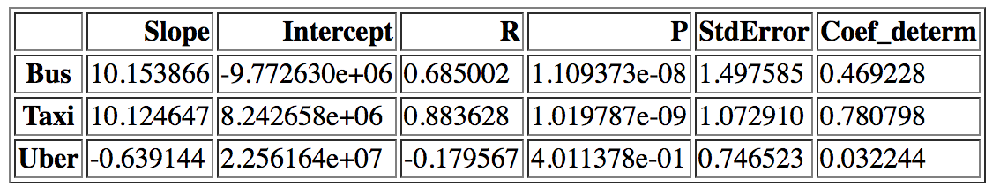 Slope Intercept R P StdError Coef_determ
Bus 10.153866 -9.772630e+06 0.685002 1.109373e-08 1.497585 0.469228
Taxi 10.124647 8.242658e+06 0.883628 1.019787e-09 1.072910 0.780798
Uber -0.639144 2.256164e+07 -0.179567 4.011378e-01 0.746523 0.032244